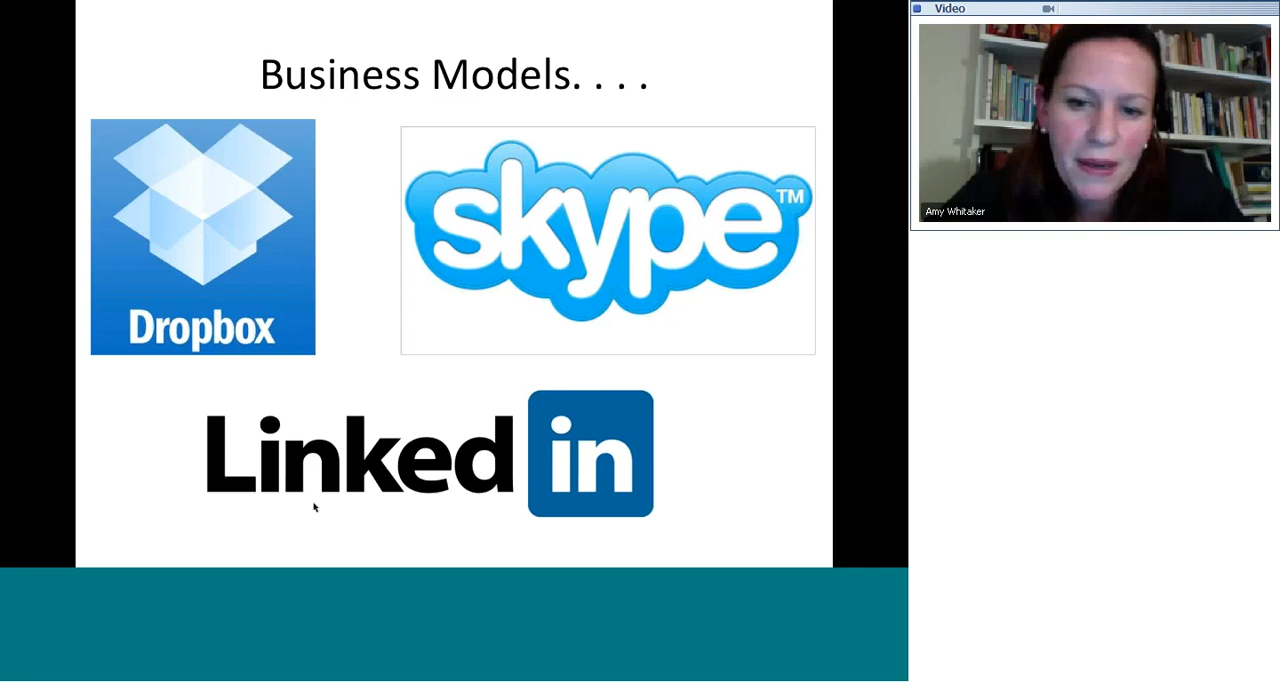 Business Models. . . .
Dropbox
skype™
Linked in
Video
Amy Whitaker